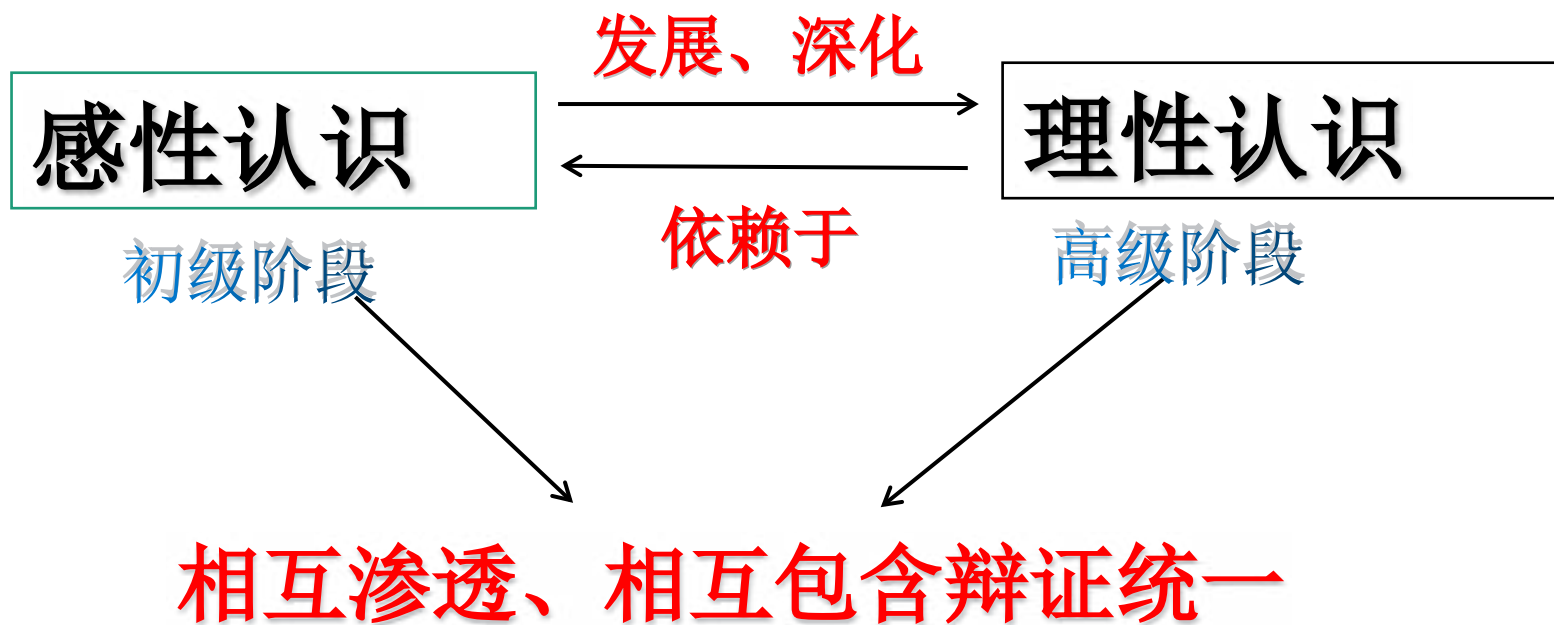 发展、深化
感性认识
理性认识
依赖于
初级阶段
高级阶段
相互渗透、相互包含辩证统一